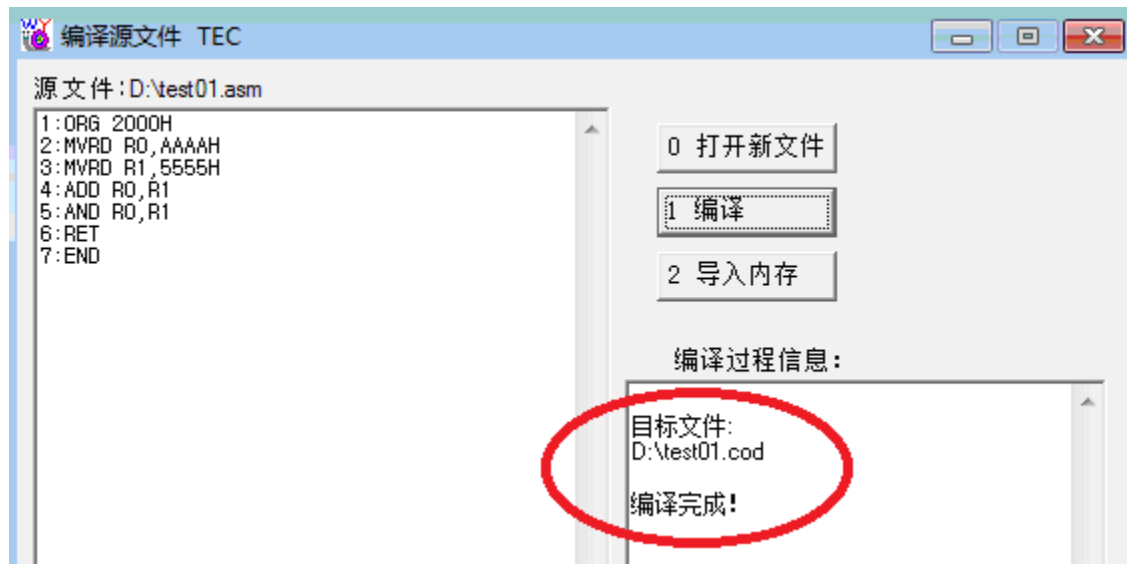 编译源文件 TEC
源文件:D:\test01.asm
1:ORG 2000H
2:MVRD R0,AAAAH
3:MVRD R1,5555H
4:ADD R0,R1
5:AND R0,R1
6:RET
7:END
0 打开新文件
1 编译
2 导入内存
编译过程信息:
目标文件:
D:\test01.cod
编译完成!